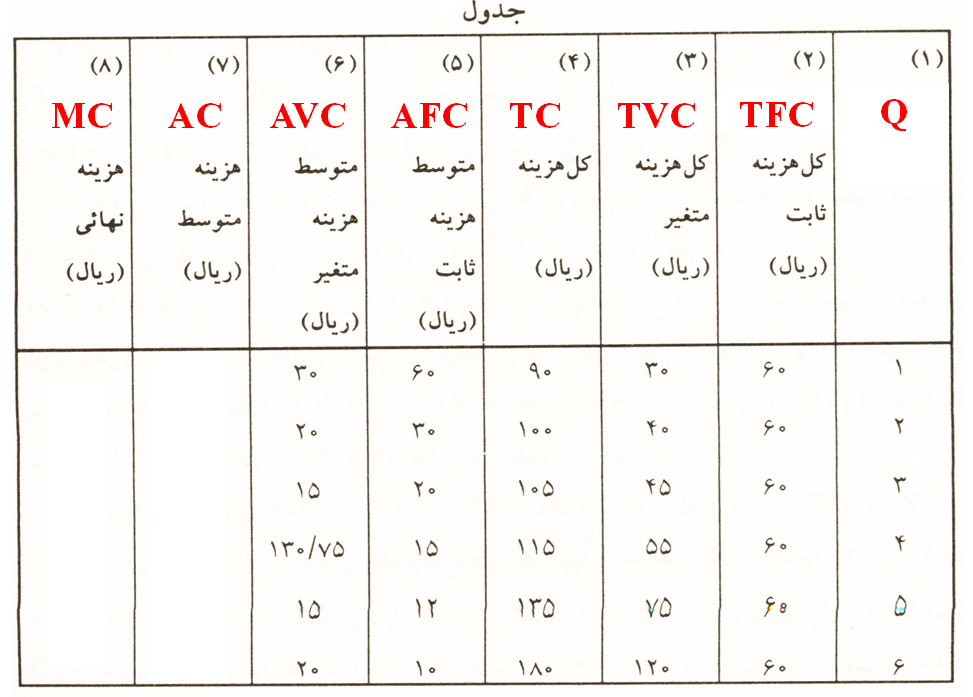 جدول
(۱) (۲) (۳) (۴) (۵) (۶) (۷) (۸)
Q TFC TVC TC AFC AVC AC MC
کل‌هزینه ثابت (ریال)
کل‌هزینه متغیر (ریال)
کل‌هزینه (ریال)
متوسط هزینه ثابت (ریال)
متوسط هزینه متغیر (ریال)
هزینه متوسط (ریال)
هزینه نهائی (ریال)
۱ ۶۰ ۳۰ ۹۰ ۶۰ ۳۰
۲ ۶۰ ۴۰ ۱۰۰ ۳۰ ۲۰
۳ ۶۰ ۴۵ ۱۰۵ ۲۰ ۱۵
۴ ۶۰ ۵۵ ۱۱۵ ۱۵ ۱۳۰/۷۵
۵ ۶۰ ۷۵ ۱۳۵ ۱۲ ۱۵
۶ ۶۰ ۱۲۰ ۱۸۰ ۱۰ ۲۰